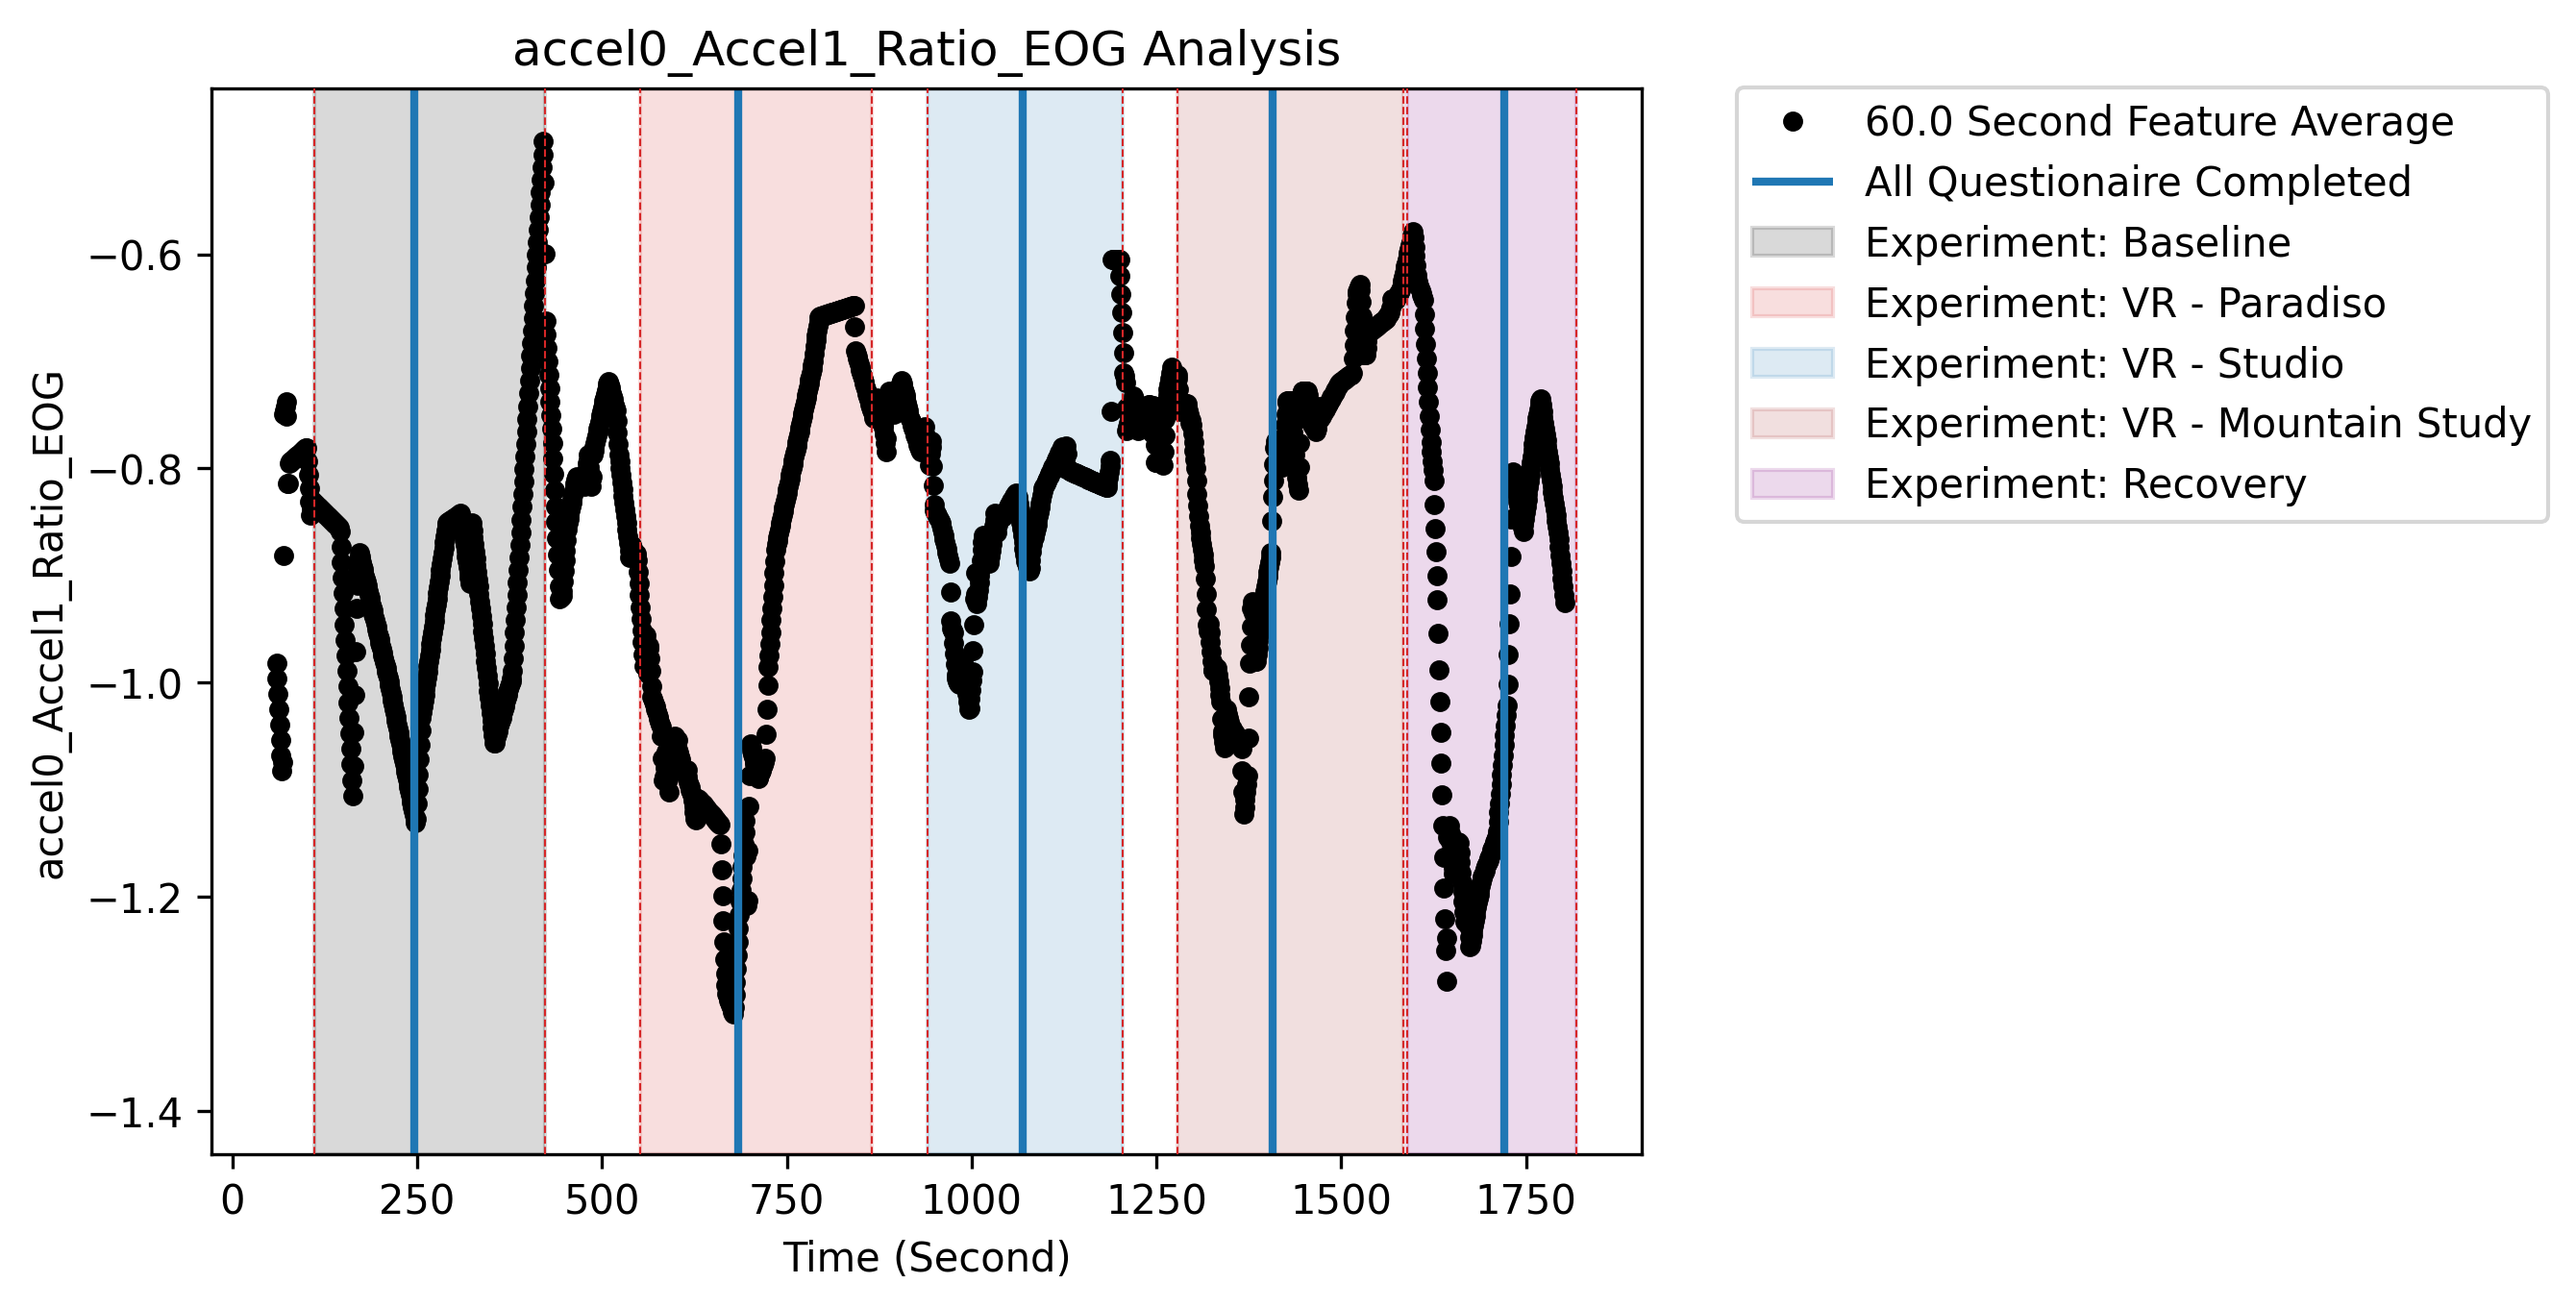 accel0_Accel1_Ratio_EOG Analysis
accel0_Accel1_Ratio_EOG
−0.6
−0.8
−1.0
−1.2
−1.4
0 250 500 750 1000 1250 1500 1750
Time (Second)
60.0 Second Feature Average
All Questionaire Completed
Experiment: Baseline
Experiment: VR - Paradiso
Experiment: VR - Studio
Experiment: VR - Mountain Study
Experiment: Recovery